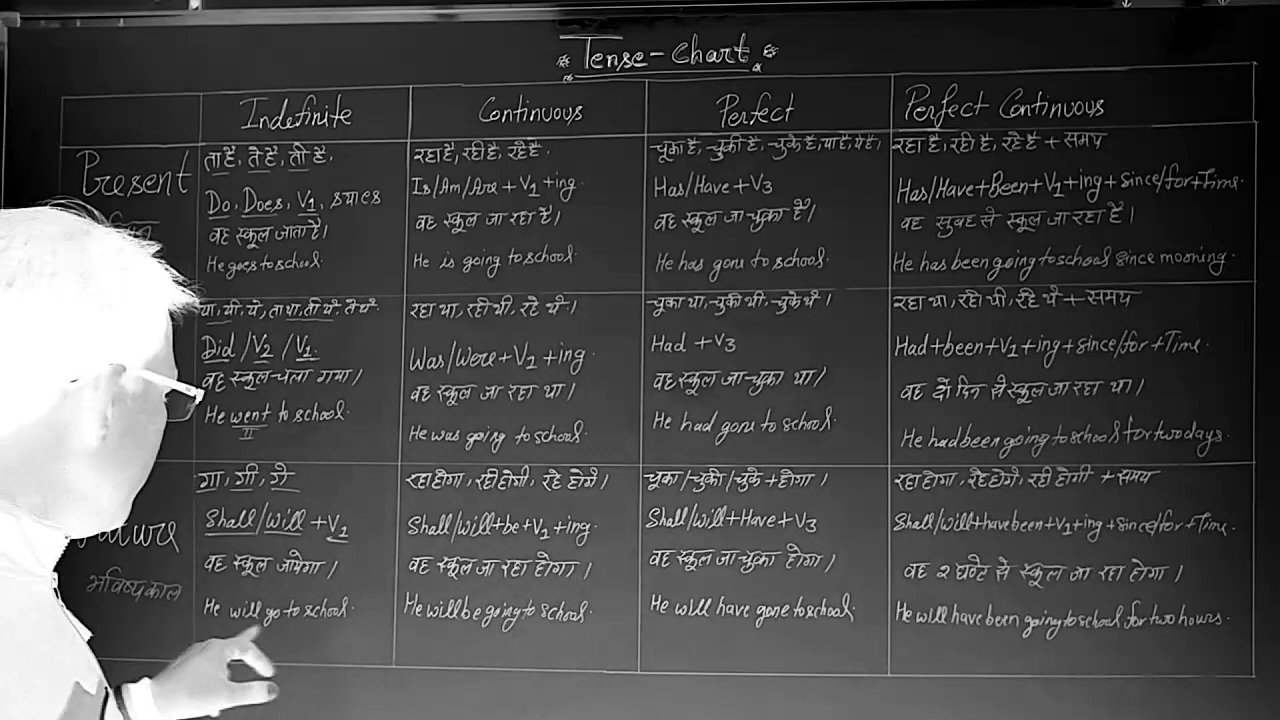 Tense-Chart
Indefinite
Continuous
Perfect
Perfect Continuous
Present
ता है, ते है, ती है.
Do, Does, V1, s या es
वह स्कूल जाता है।
He goes to school.
रहा है, रही है, रहे है.
Is/Am/Are + V1 + ing
वह स्कूल जा रहा है।
He is going to school.
चूका है, चुकी है, चुके है, या है, ये है।
Has/Have + V3
वह स्कूल जा चुका है।
He has gone to school.
रहा है, रही है, रहे है + समय
Has/Have+Been+V1+ing+since/for+Time.
वह सुबह से स्कूल जा रहा है।
He has been going to school since mooning.
या, यी, ये, ता था, ती थी, ते थे.
Did /V2 /V1.
वह स्कूल चला गया।
He went to school.
II
रहा था, रही थी, रहे थे।
Was/Were+V1 +ing.
वह स्कूल जा रहा था।
He was going to school.
चूका था, चुकी थी, चुके थे।
Had +V3
वह स्कूल जा चुका था।
He had gone to school.
रहा था, रही थी, रहे थे + समय
Had+been+V1+ing+since/for+Time.
वह दो दिन से स्कूल जा रहा था।
He had been going to school for two days.
भविष्यकाल
गा, गी, गे
Shall/will +V1
वह स्कूल जायेगा।
He will go to school.
रहा होगा, रही होगी, रहे होगें।
Shall/will+be+V1 +ing.
वह स्कूल जा रहा होगा।
He will be going to school.
चूका/चुकी/चुके +होगा।
Shall/will+Have+V3
वह स्कूल जा चुका होगा।
He will have gone to school.
रहा होगा, रहे होगें, रही होगी +समय
Shall/will+have been+V1+ing+since/for+Time.
वह २ घण्टे से स्कूल जा रहा होगा।
He will have been going to school for two hours.